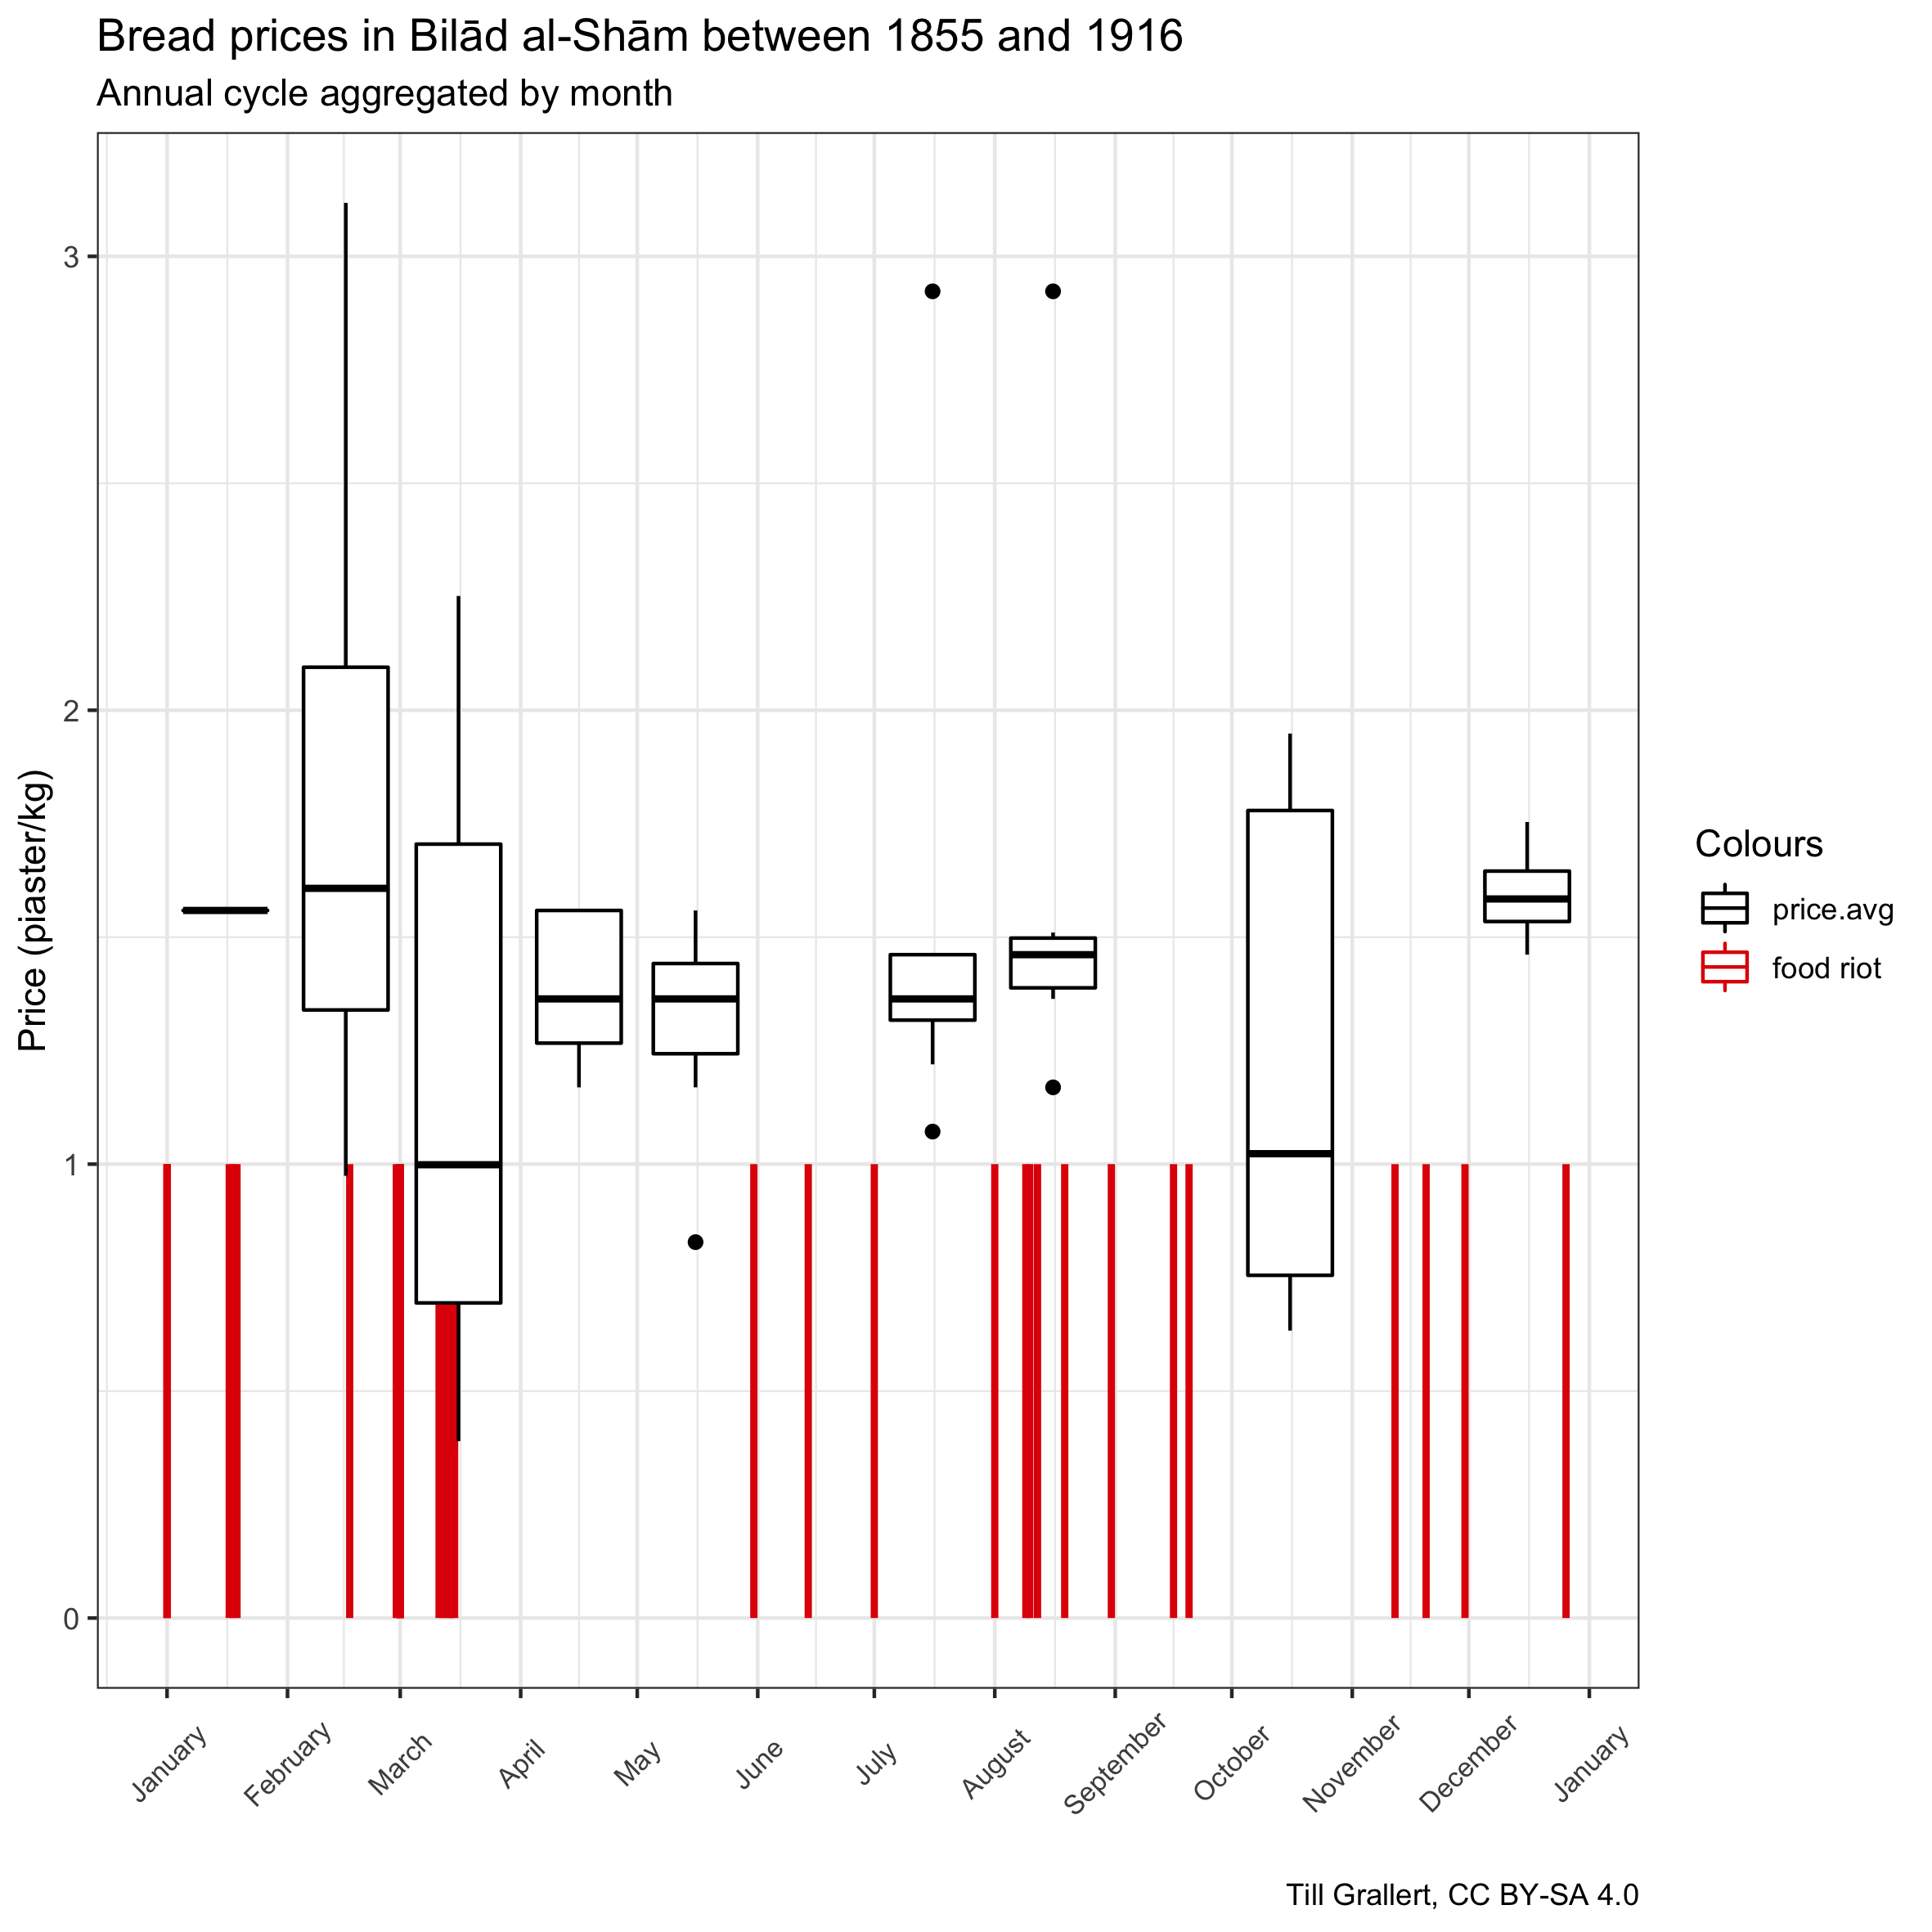 Bread prices in Bilād al-Shām between 1855 and 1916
Annual cycle aggregated by month
Price (piaster/kg)
3
2
1
0
January
February
March
April
May
June
July
August
September
October
November
December
January
Colours
price.avg
food riot
Till Grallert, CC BY-SA 4.0